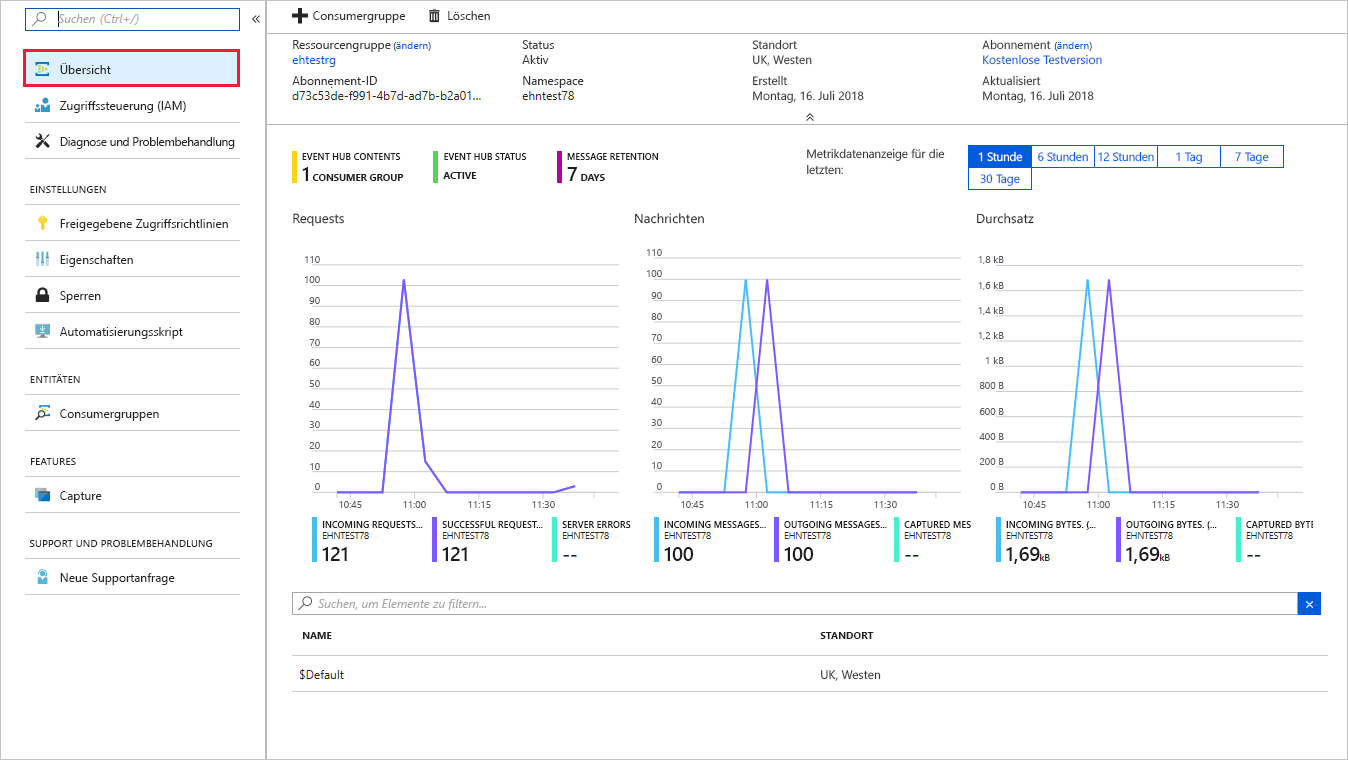 Suchen (Ctrl+/)
«
Übersicht
Zugriffssteuerung (IAM)
Diagnose und Problembehandlung
EINSTELLUNGEN
Freigegebene Zugriffsrichtlinien
Eigenschaften
Sperren
Automatisierungsskript
ENTITÄTEN
Consumergruppen
FEATURES
Capture
SUPPORT UND PROBLEMBEHANDLUNG
Neue Supportanfrage
Consumergruppe
Löschen
Ressourcengruppe (ändern)
ehtestrg
Abonnement-ID
d73c53de-f991-4b7d-ad7b-b2a01...
Status
Aktiv
Namespace
ehntest78
Standort
UK, Westen
Erstellt
Montag, 16. Juli 2018
Abonnement (ändern)
Kostenlose Testversion
Aktualisiert
Montag, 16. Juli 2018
EVENT HUB CONTENTS
1 CONSUMER GROUP
EVENT HUB STATUS
ACTIVE
MESSAGE RETENTION
7 DAYS
Metrikdatenanzeige für die
letzten:
1 Stunde
6 Stunden
12 Stunden
1 Tag
7 Tage
30 Tage
Requests
110
100
90
80
70
60
50
40
30
20
10
0
10:45
11:00
11:15
11:30
INCOMING REQUESTS...
EHNTEST78
121
SUCCESSFUL REQUEST...
EHNTEST78
121
SERVER ERRORS
EHNTEST78
--
Nachrichten
110
100
90
80
70
60
50
40
30
20
10
0
10:45
11:00
11:15
11:30
INCOMING MESSAGES...
EHNTEST78
100
OUTGOING MESSAGES...
EHNTEST78
100
CAPTURED MES
EHNTEST78
--
Durchsatz
1,8 kB
1,6 kB
1,4 kB
1,2 kB
1 kB
800 B
600 B
400 B
200 B
0 B
10:45
11:00
11:15
11:30
INCOMING BYTES. (...
EHNTEST78
1,69kB
OUTGOING BYTES. (...
EHNTEST78
1,69kB
CAPTURED BYTE
EHNTEST78
--
Suchen, um Elemente zu filtern...
NAME
STANDORT
$Default
UK, Westen